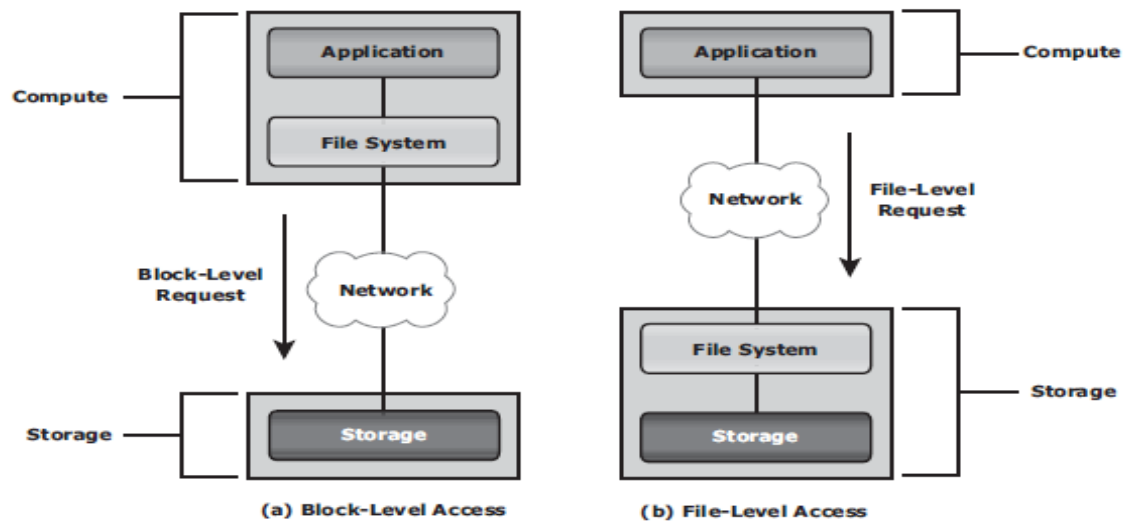 Application
Compute
File System
Block-Level
Request
Network
Storage
Storage
(a) Block-Level Access
Application
Compute
Network
File-Level
Request
File System
Storage
Storage
(b) File-Level Access